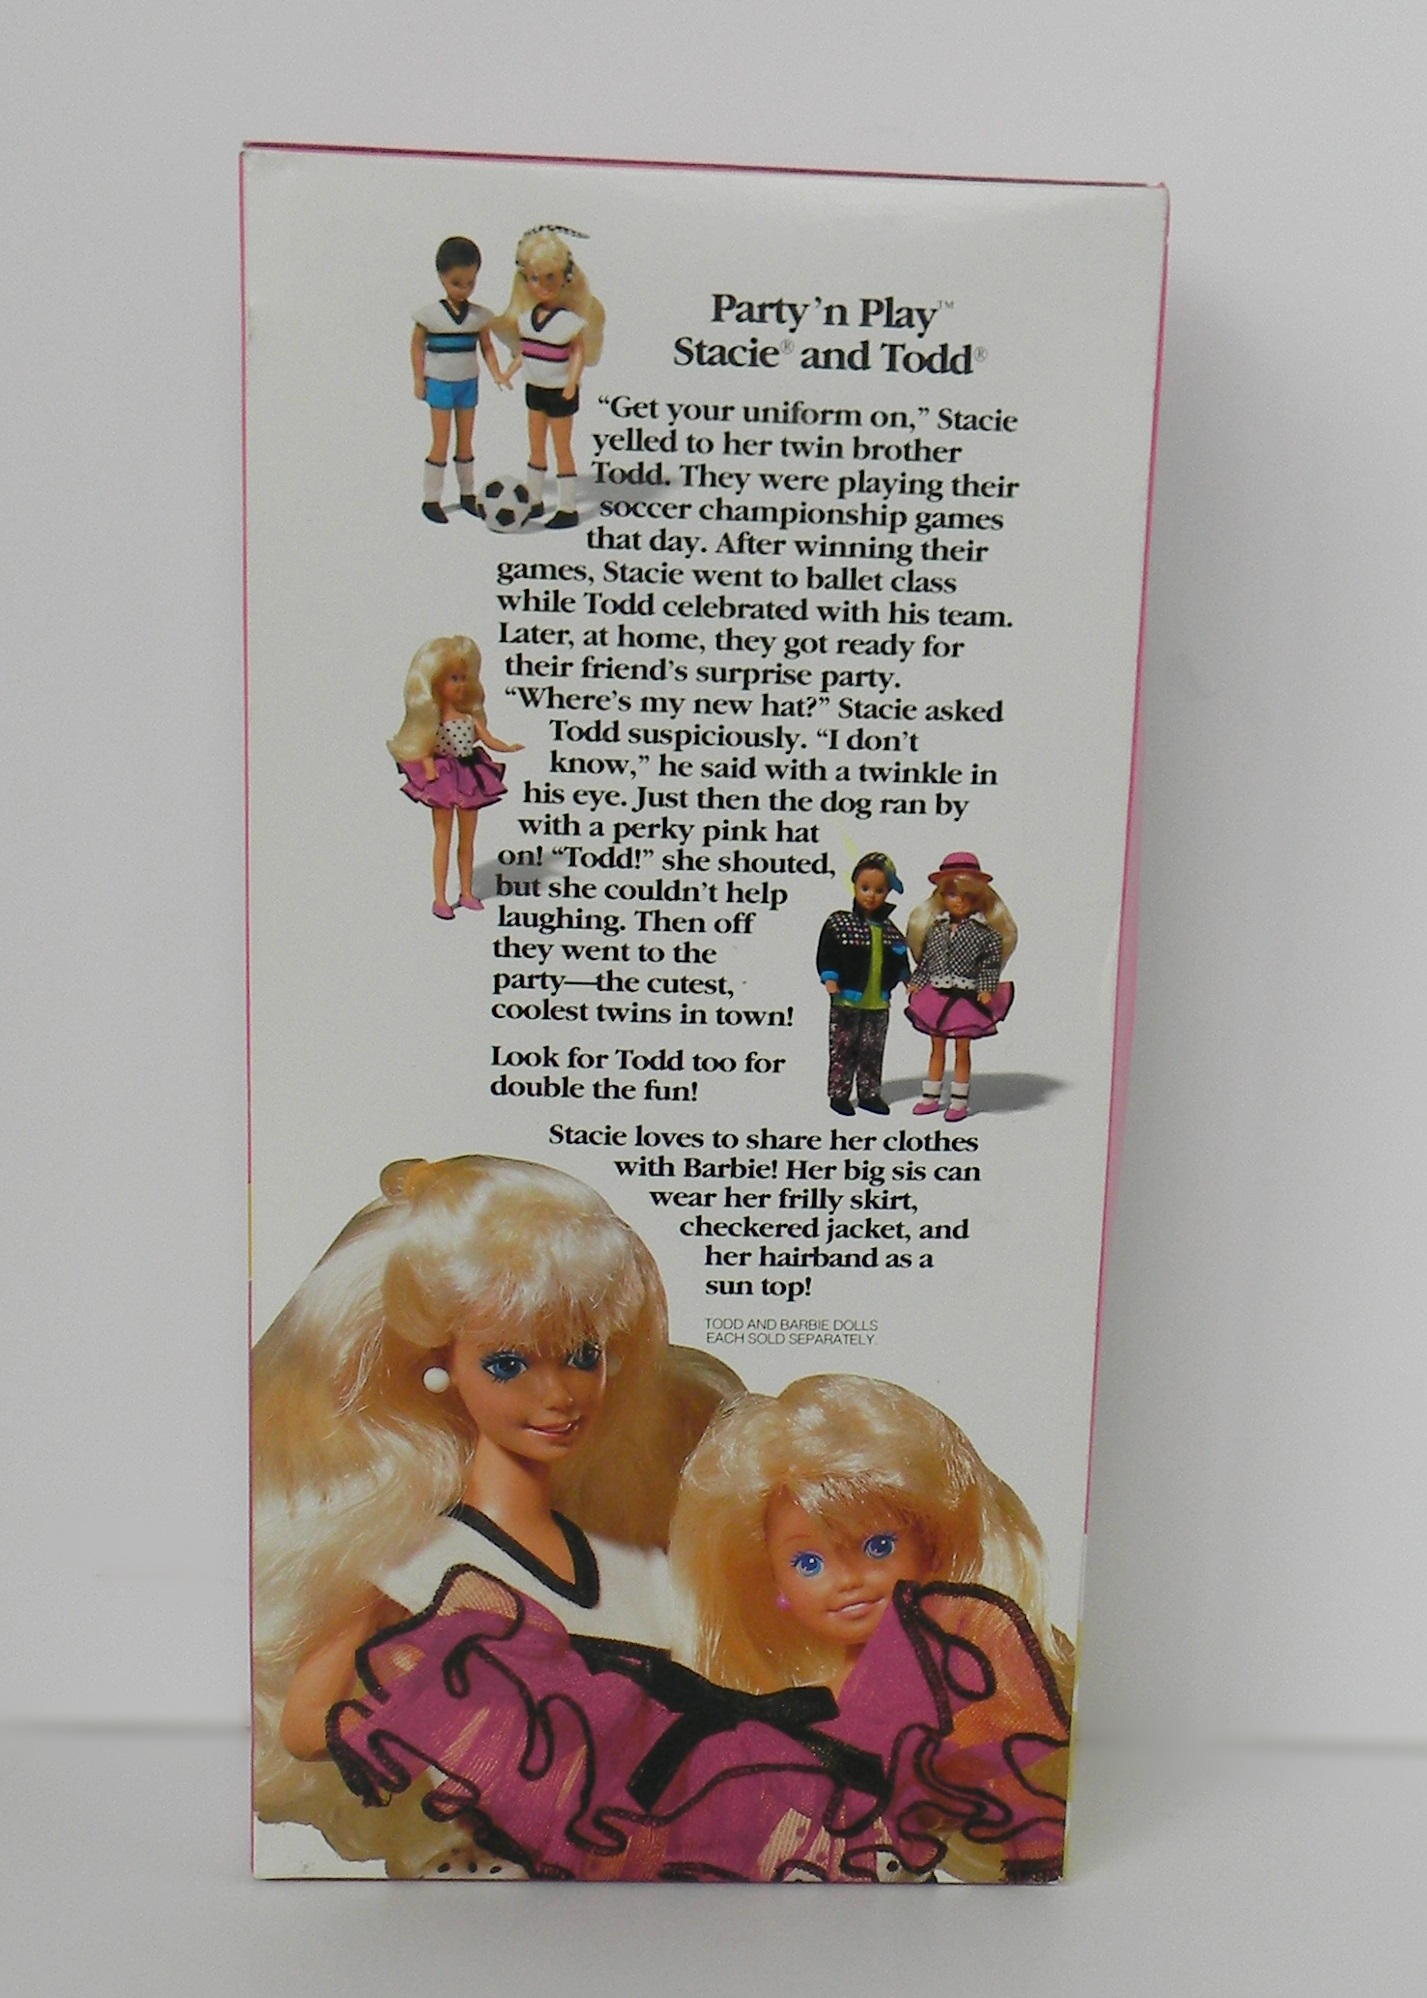 Party 'n Play™
Stacie® and Todd®
“Get your uniform on,” Stacie
yelled to her twin brother
Todd. They were playing their
soccer championship games
that day. After winning their
games, Stacie went to ballet class
while Todd celebrated with his team.
Later, at home, they got ready for
their friend's surprise party.
“Where's my new hat?” Stacie asked
Todd suspiciously. “I don't
know,” he said with a twinkle in
his eye. Just then the dog ran by
with a perky pink hat
on! “Todd!” she shouted,
but she couldn't help
laughing. Then off
they went to the
party—the cutest,
coolest twins in town!
Look for Todd too for
double the fun!
Stacie loves to share her clothes
with Barbie! Her big sis can
wear her frilly skirt,
checkered jacket, and
her hairband as a
sun top!
TODD AND BARBIE DOLLS
EACH SOLD SEPARATELY.